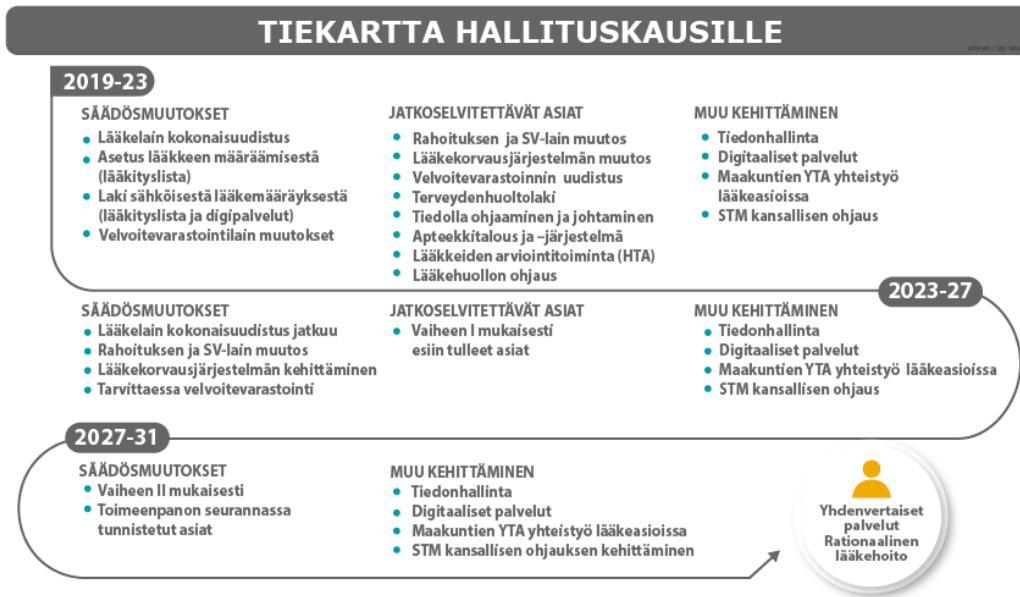 TIEKARTTA HALLITUSKAUSILLE
2019-23
SÄÄDÖSMUUTOKSET
Lääkelain kokonaisuudistus
Asetus lääkkeen määräämisestä
(lääkityslista)
Laki sähköisestä lääkemääräyksestä
(lääkityslista ja digipalvelut)
Velvoitevarastointilain muutokset
JATKOSELVITETTÄVÄT ASIAT
Rahoituksen ja SV-lain muutos
Lääkekorvausjärjestelmän muutos
Velvoitevarastoinnin uudistus
Terveydenhuoltolaki
Tiedolla ohjaaminen ja johtaminen
Apteekkitalous ja –järjestelmä
Lääkkeiden arviointitoiminta (HTA)
Lääkehuollon ohjaus
MUU KEHITTÄMINEN
Tiedonhallinta
Digitaaliset palvelut
Maakuntien YTA yhteistyö
lääkeasioissa
STM kansallisen ohjaus
2023-27
SÄÄDÖSMUUTOKSET
Lääkelain kokonaisuudistus jatkuu
Rahoituksen ja SV-lain muutos
Lääkekorvausjärjestelmän kehittäminen
Tarvittaessa velvoitevarastointi
JATKOSELVITETTÄVÄT ASIAT
Vaiheen I mukaisesti
esiin tulleet asiat
MUU KEHITTÄMINEN
Tiedonhallinta
Digitaaliset palvelut
Maakuntien YTA yhteistyö lääkeasioissa
STM kansallisen ohjaus
2027-31
SÄÄDÖSMUUTOKSET
Vaiheen II mukaisesti
Toimeenpanon seurannassa
tunnistetut asiat
MUU KEHITTÄMINEN
Tiedonhallinta
Digitaaliset palvelut
Maakuntien YTA yhteistyö lääkeasioissa
STM kansallisen ohjauksen kehittäminen
Yhdenvertaiset
palvelut
Rationaalinen
lääkehoito